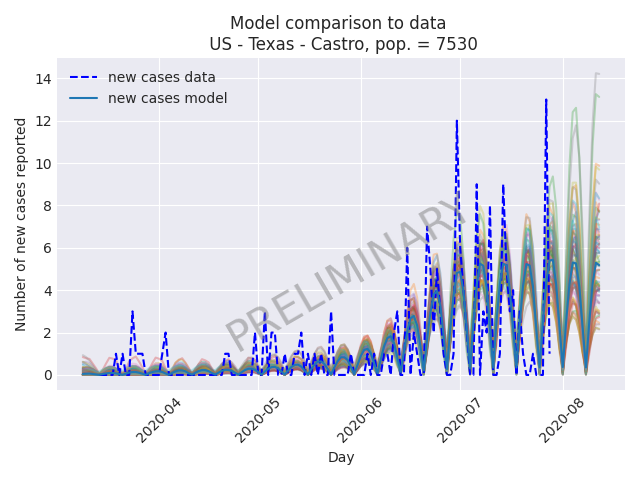 Model comparison to data
US - Texas - Castro, pop. = 7530
new cases data
new cases model
PRELIMINARY
Number of new cases reported
14
12
10
8
6
4
2
0
2020-04
2020-05
2020-06
2020-07
2020-08
Day